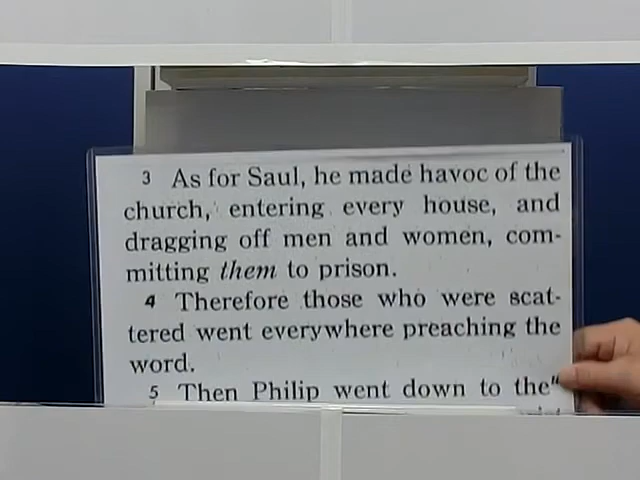 3 As for Saul, he made havoc of the
church, entering every house, and
dragging off men and women, com-
mitting them to prison.
4 Therefore those who were scat-
tered went everywhere preaching the
word.
5 Then Philip went down to the